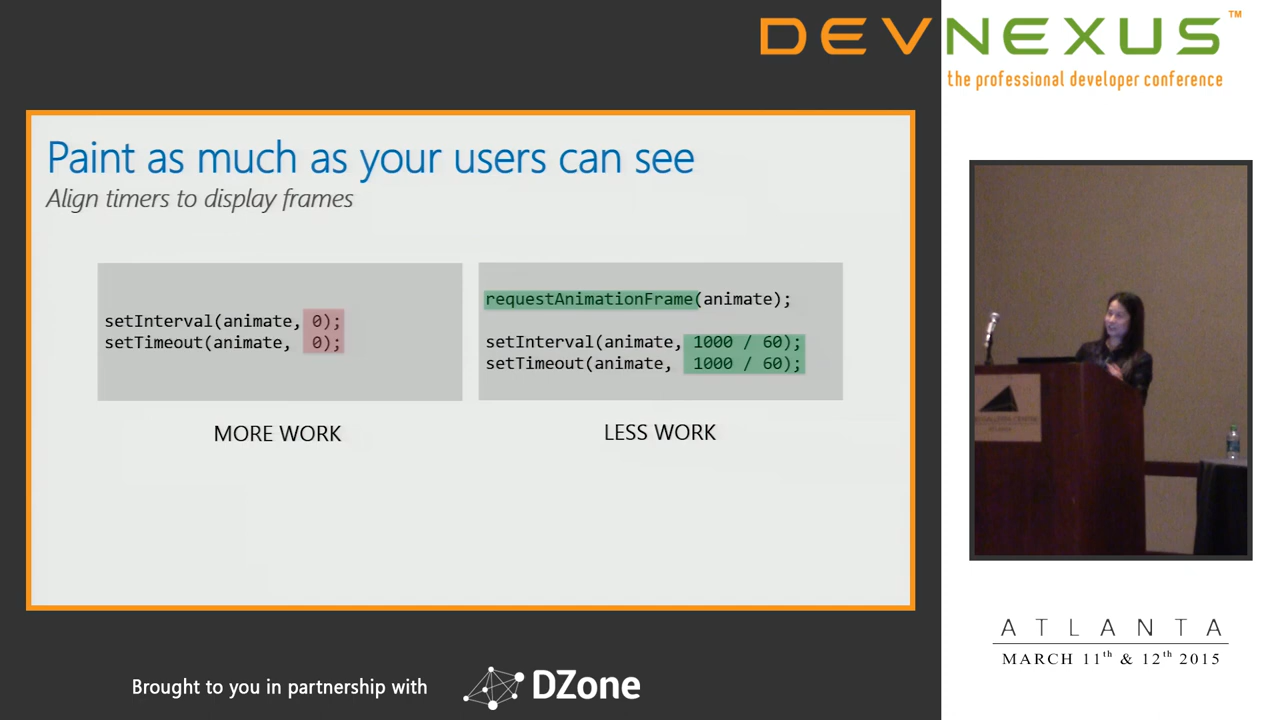 DEVNEXUS™
the professional developer conference
Paint as much as your users can see
Align timers to display frames
setInterval(animate, 0);
setTimeout(animate, 0);
MORE WORK
requestAnimationFrame(animate);
setInterval(animate, 1000 / 60);
setTimeout(animate, 1000 / 60);
LESS WORK
ATLANTA
MARCH 11th & 12th 2015
Brought to you in partnership with
DZone